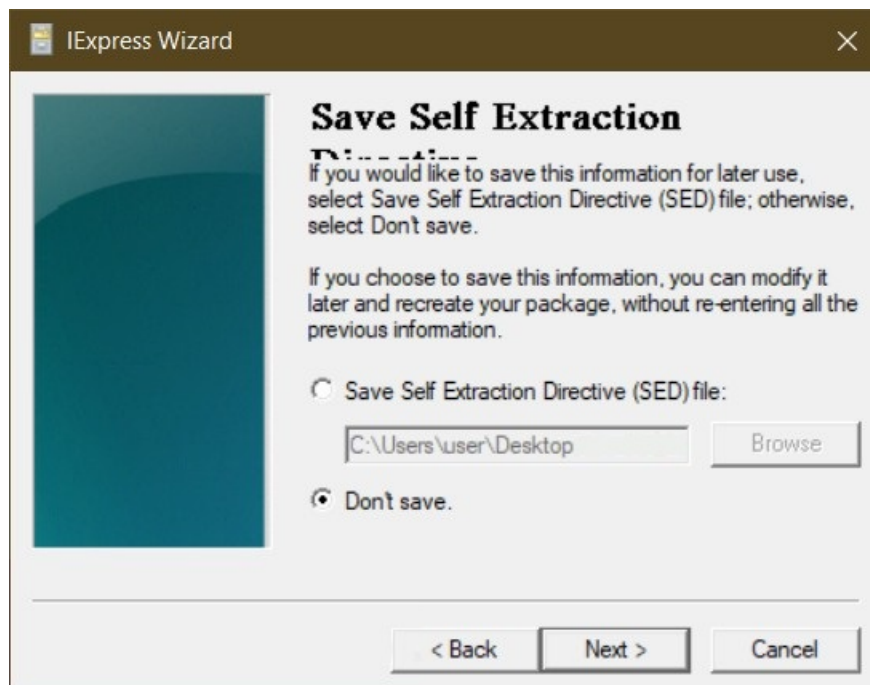 IExpress Wizard
Save Self Extraction
If you would like to save this information for later use,
select Save Self Extraction Directive (SED) file; otherwise,
select Don't save.
If you choose to save this information, you can modify it
later and recreate your package, without re-entering all the
previous information.
Save Self Extraction Directive (SED) file:
C:\Users\user\Desktop
Browse
Don't save.
< Back
Next >
Cancel